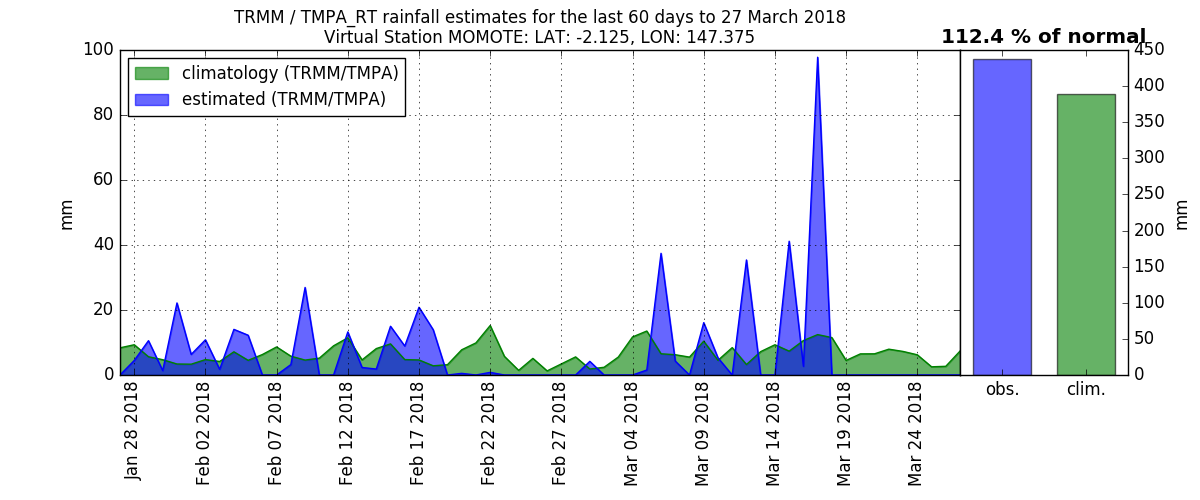 TRMM / TMPA_RT rainfall estimates for the last 60 days to 27 March 2018
Virtual Station MOMOTE: LAT: -2.125, LON: 147.375
112.4 % of normal
climatology (TRMM/TMPA)
estimated (TRMM/TMPA)
100
80
60
40
20
0
mm
Jan 28 2018
Feb 02 2018
Feb 07 2018
Feb 12 2018
Feb 17 2018
Feb 22 2018
Feb 27 2018
Mar 04 2018
Mar 09 2018
Mar 14 2018
Mar 19 2018
Mar 24 2018
450
400
350
300
250
200
150
100
50
0
mm
obs.
clim.